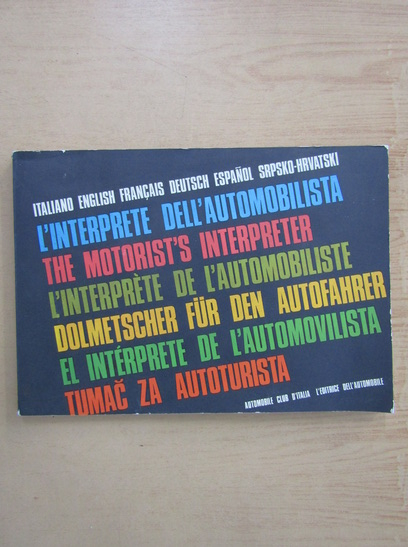 ITALIANO ENGLISH FRANÇAIS DEUTSCH ESPAÑOL SRPSKO-HRVATSKI
L'INTERPRETE DELL'AUTOMOBILISTA
THE MOTORIST'S INTERPRETER
L'INTERPRÈTE DE L'AUTOMOBILISTE
DOLMETSCHER FÜR DEN AUTOFAHRER
EL INTÉRPRETE DE L'AUTOMOVILISTA
TUMAČ ZA AUTOTURISTA
AUTOMOBILE CLUB D'ITALIA L'EDITRICE DELL'AUTOMOBILE